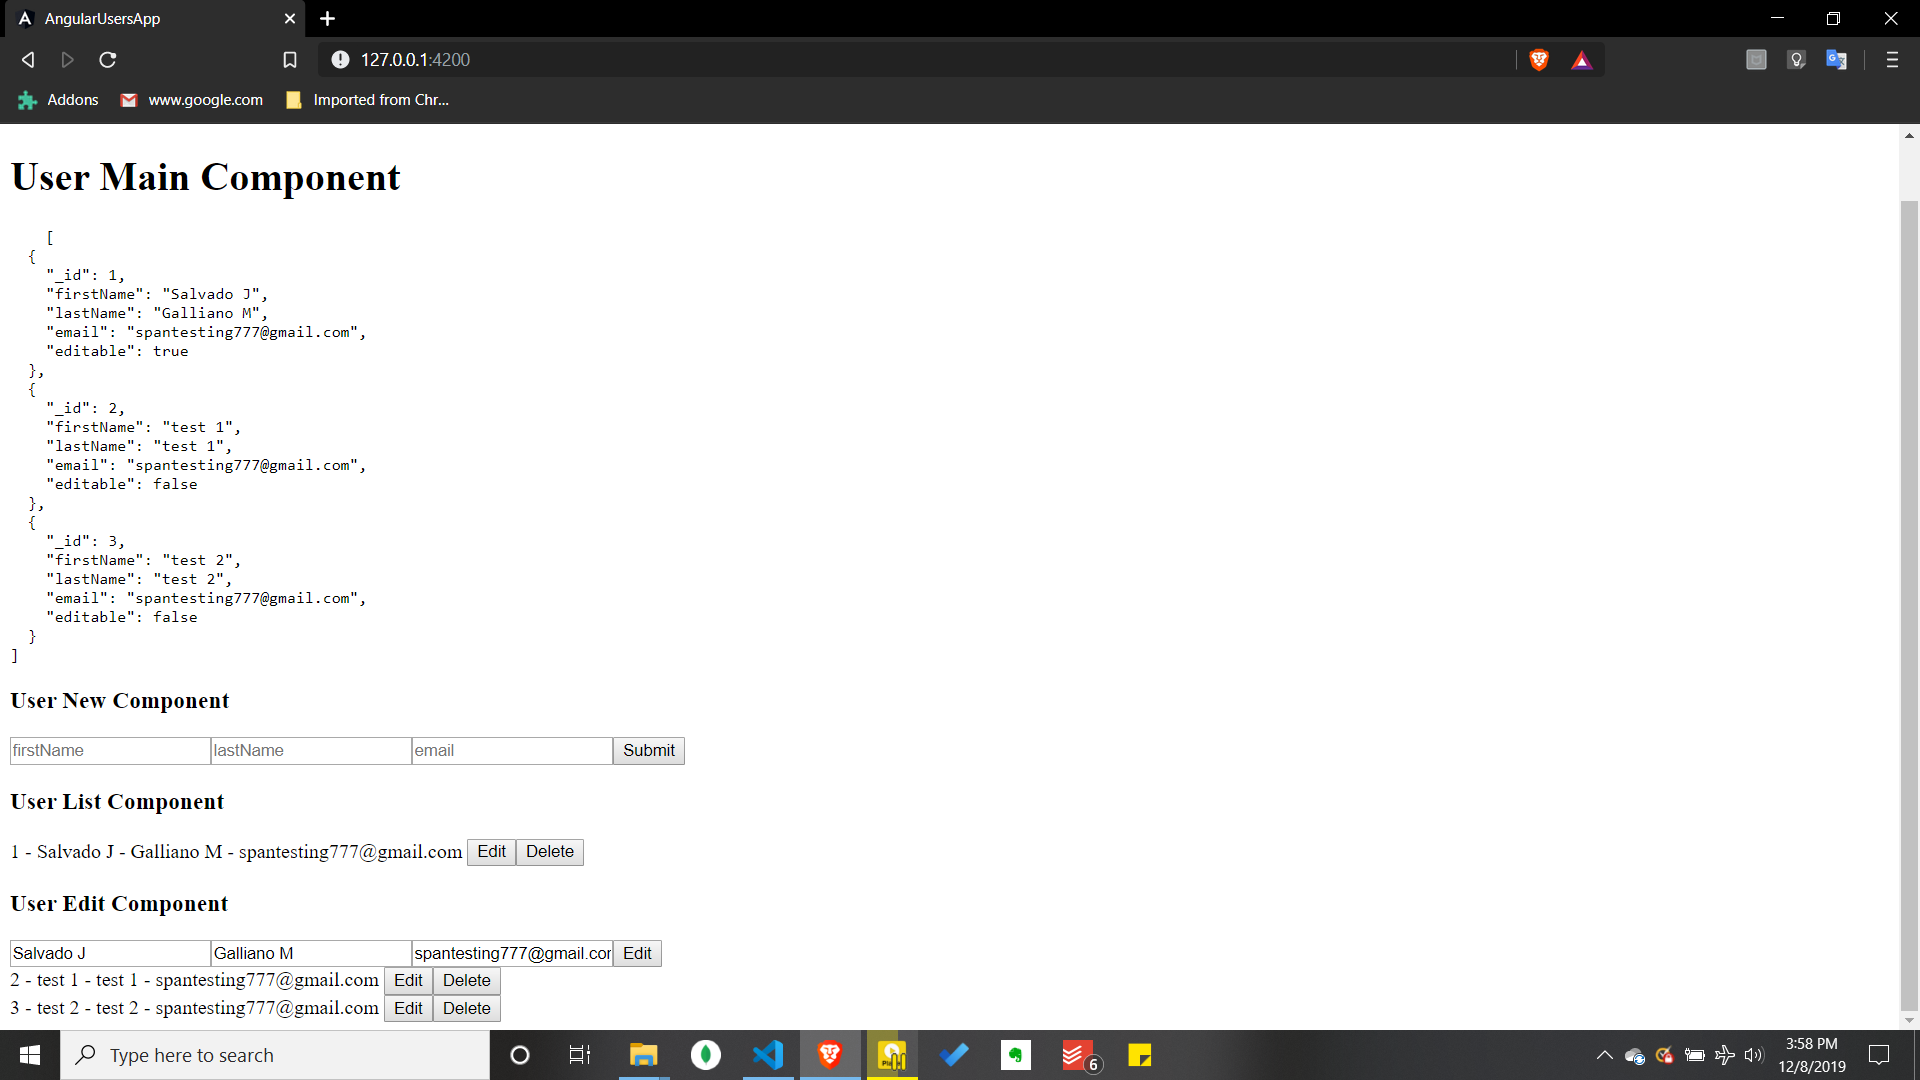 AngularUsersApp
127.0.0.1:4200
Addons www.google.com Imported from Chr...
User Main Component
[
{
"_id": 1,
"firstName": "Salvado J",
"lastName": "Galliano M",
"email": "spantesting777@gmail.com",
"editable": true
},
{
"_id": 2,
"firstName": "test 1",
"lastName": "test 1",
"email": "spantesting777@gmail.com",
"editable": false
},
{
"_id": 3,
"firstName": "test 2",
"lastName": "test 2",
"email": "spantesting777@gmail.com",
"editable": false
}
]
User New Component
firstName lastName email Submit
User List Component
1 - Salvado J - Galliano M - spantesting777@gmail.com Edit Delete
User Edit Component
Salvado J Galliano M spantesting777@gmail.cor Edit
2 - test 1 - test 1 - spantesting777@gmail.com Edit Delete
3 - test 2 - test 2 - spantesting777@gmail.com Edit Delete
Type here to search
6
3:58 PM
12/8/2019